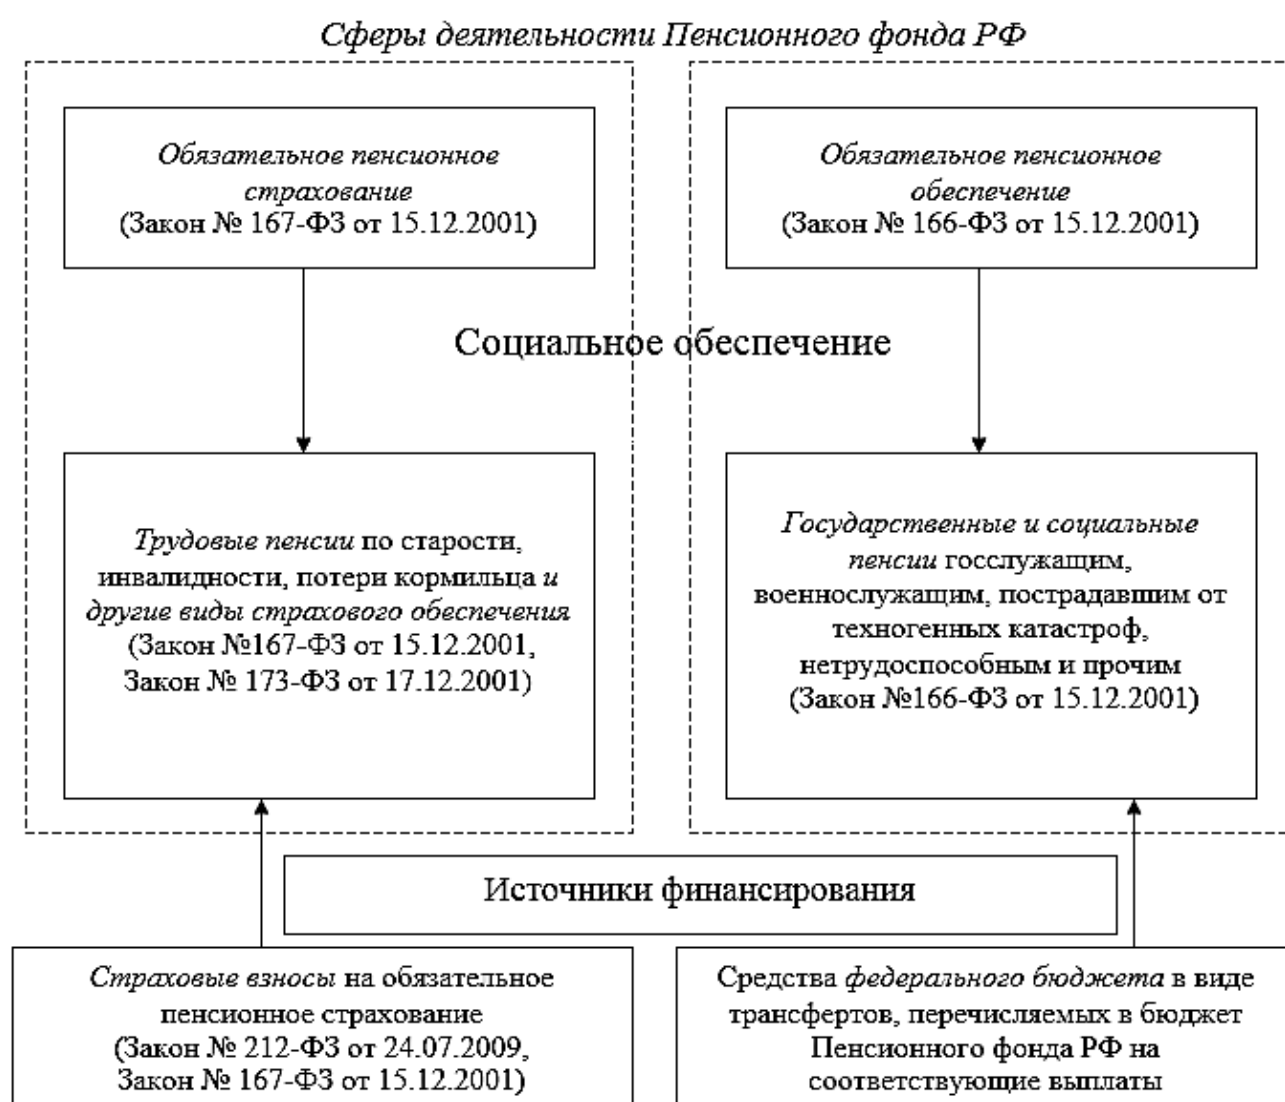 Сферы деятельности Пенсионного фонда РФ
Обязательное пенсионное
страхование
(Закон № 167-ФЗ от 15.12.2001)
Обязательное пенсионное
обеспечение
(Закон № 166-ФЗ от 15.12.2001)
Социальное обеспечение
Трудовые пенсии по старости,
инвалидности, потери кормильца и
другие виды страхового обеспечения
(Закон №167-ФЗ от 15.12.2001,
Закон № 173-ФЗ от 17.12.2001)
Государственные и социальные
пенсии госслужащим,
военнослужащим, пострадавшим от
техногенных катастроф,
нетрудоспособным и прочим
(Закон №166-ФЗ от 15.12.2001)
Источники финансирования
Страховые взносы на обязательное
пенсионное страхование
(Закон № 212-ФЗ от 24.07.2009,
Закон № 167-ФЗ от 15.12.2001)
Средства федерального бюджета в виде
трансфертов, перечисляемых в бюджет
Пенсионного фонда РФ на
соответствующие выплаты